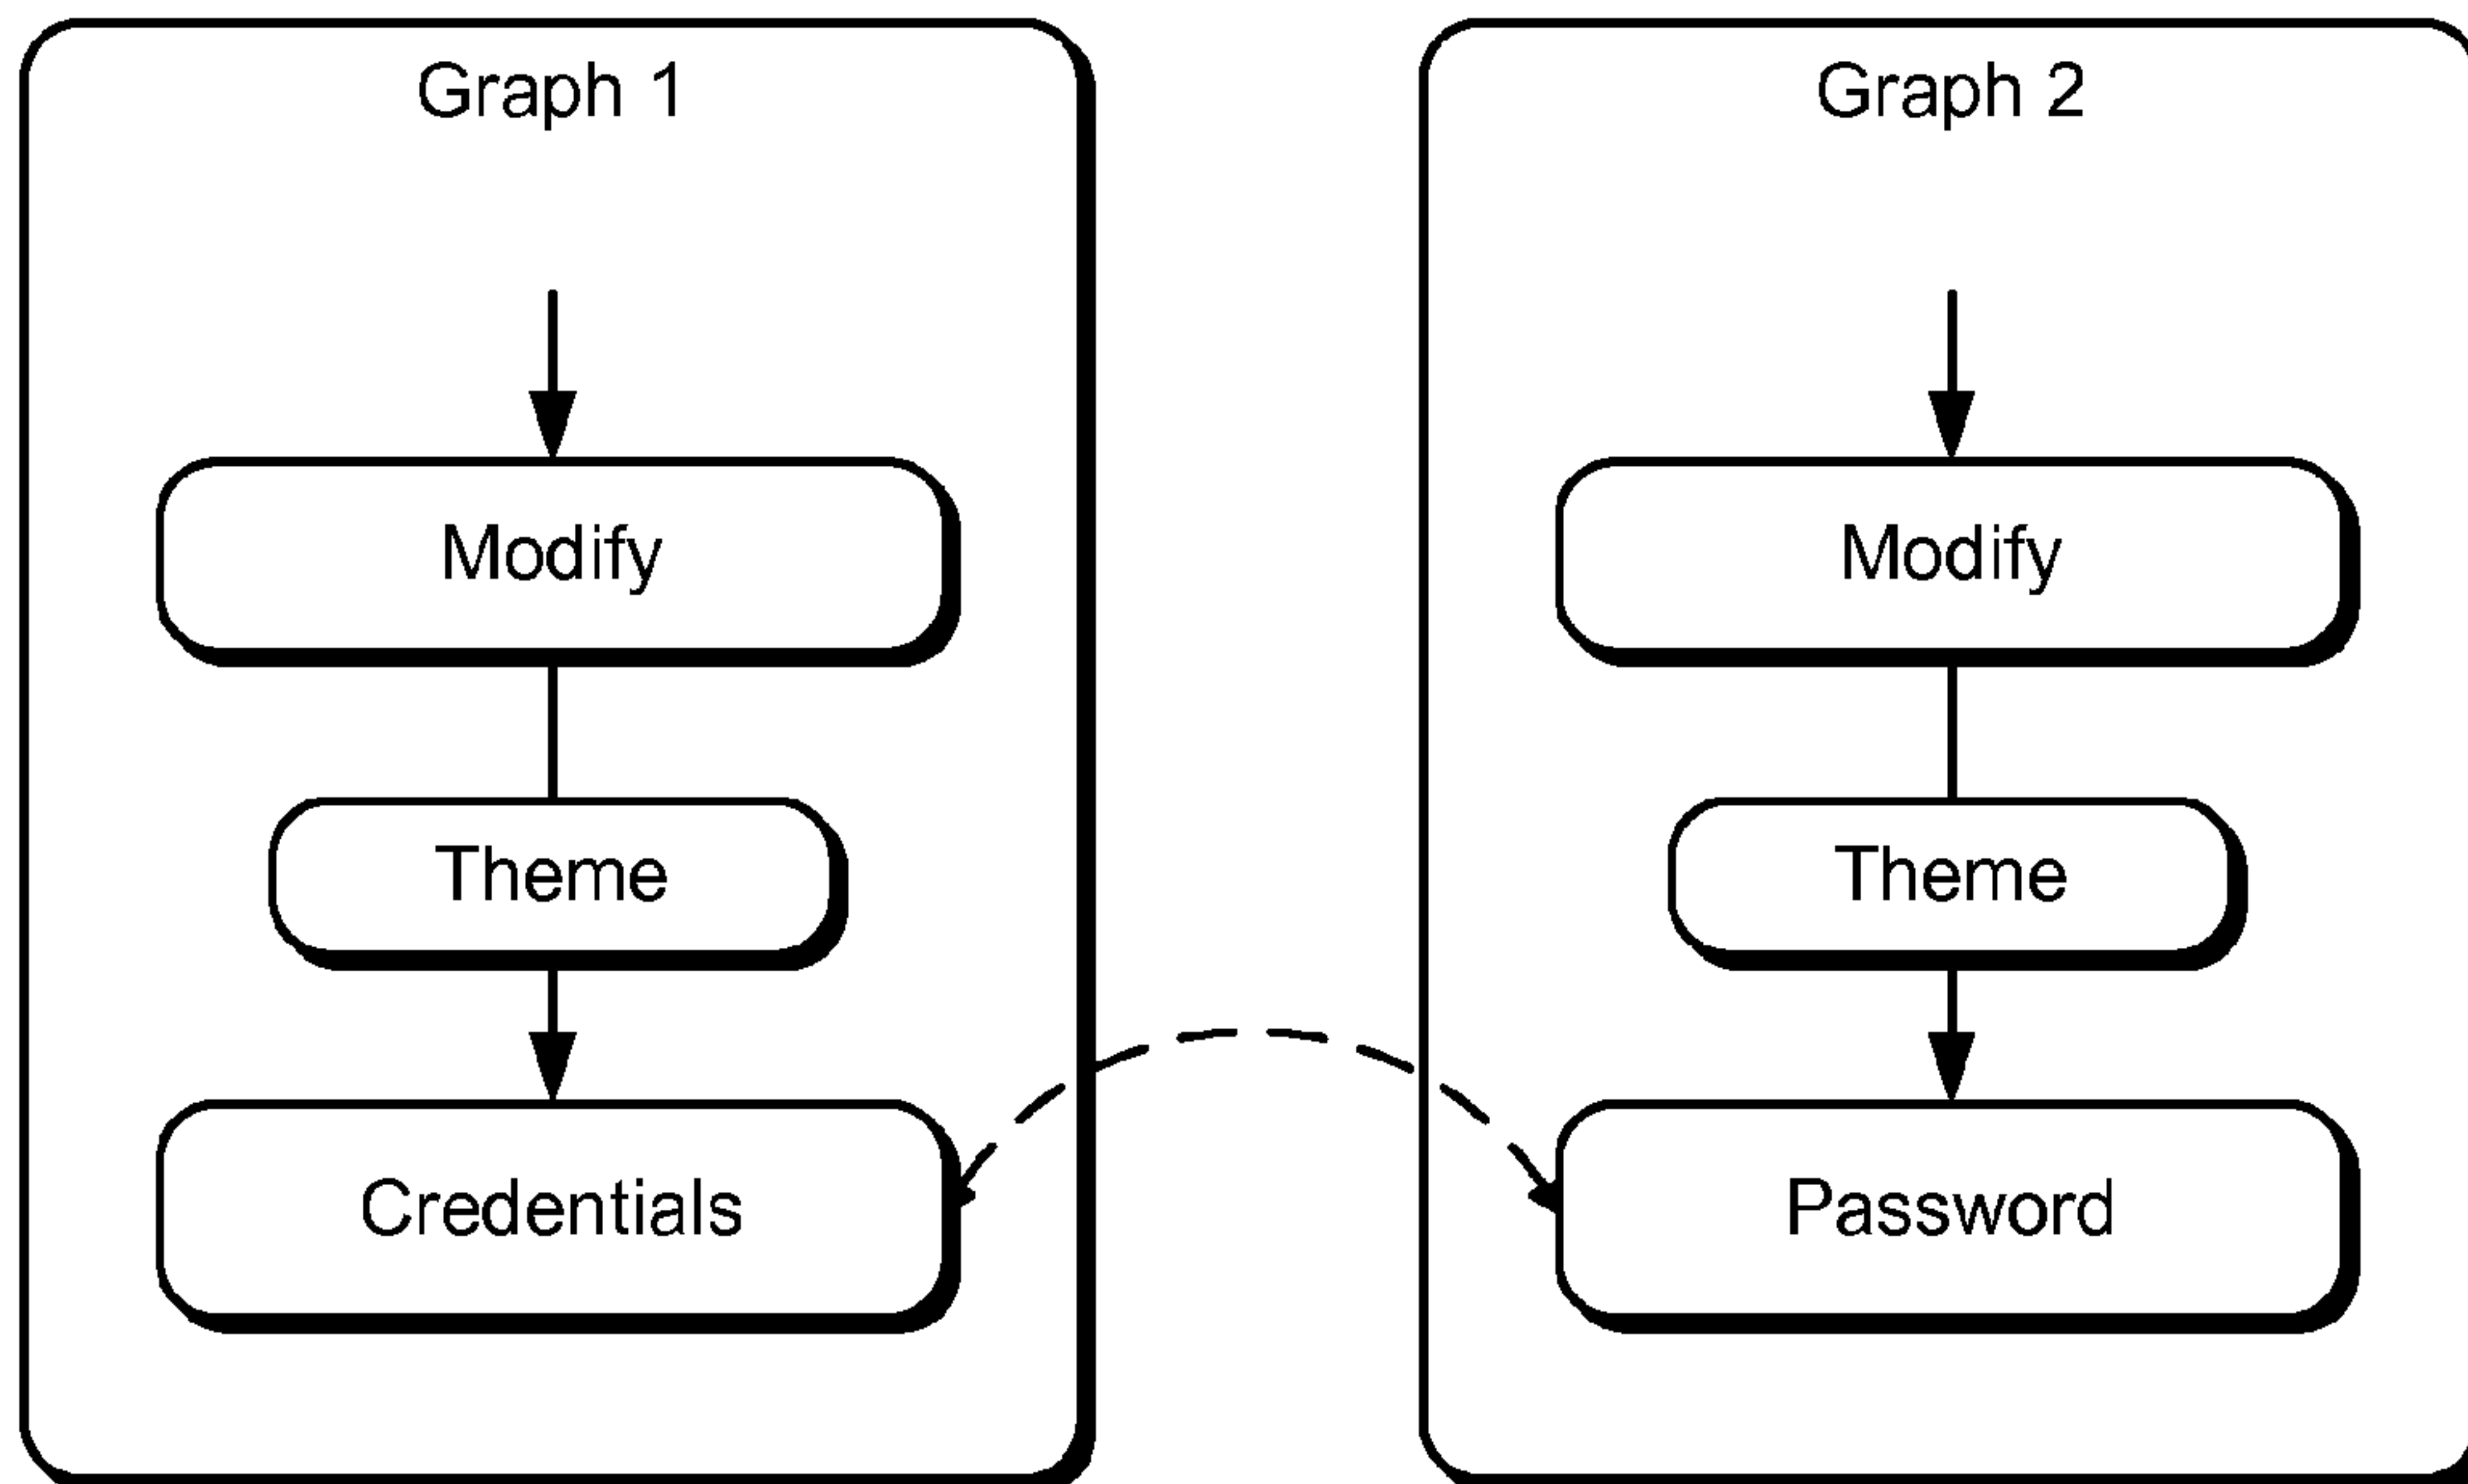 Graph 1
Modify
Theme
Credentials
Graph 2
Modify
Theme
Password